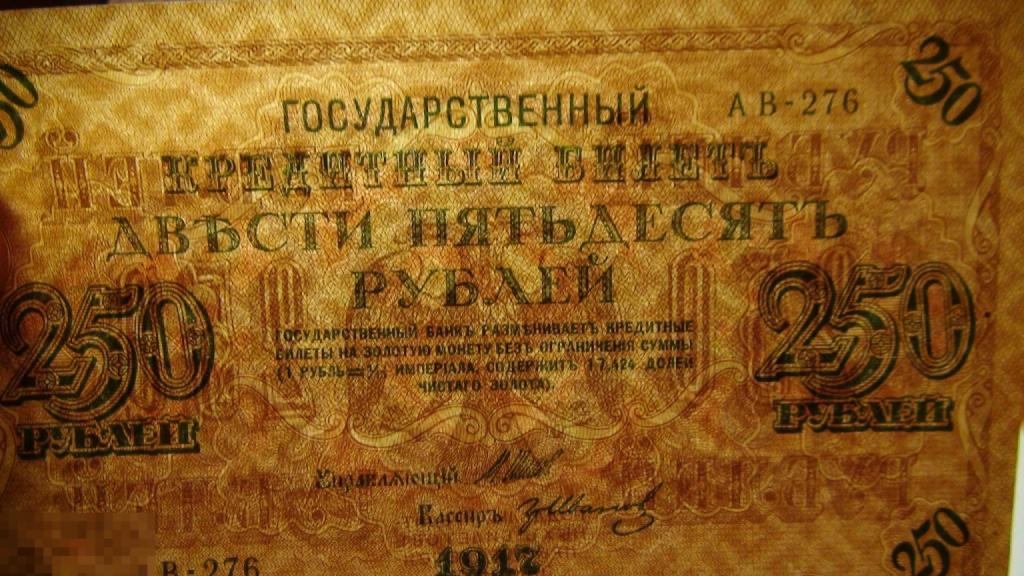 250
АВ-276
ГОСУДАРСТВЕННЫЙ
КРЕДИТНЫЙ БИЛЕТЪ
ДВѢСТИ ПЯТЬДЕСЯТЪ
РУБЛЕЙ
250
РУБЛЕЙ
250
РУБЛЕЙ
ГОСУДАРСТВЕННЫЙ БАНКЪ РАЗМѢНИВАЕТЪ КРЕДИТНЫЕ
БИЛЕТЫ НА ЗОЛОТУЮ МОНЕТУ БЕЗЪ ОГРАНИЧЕНІЯ СУММЫ
(1 РУБЛЬ= ИМПЕРІАЛА, СОДЕРЖИТЪ 17,424 ДОЛЕЙ
ЧИСТАГО ЗОЛОТА).
Управляющій
Кассиръ
В-276
1917
250